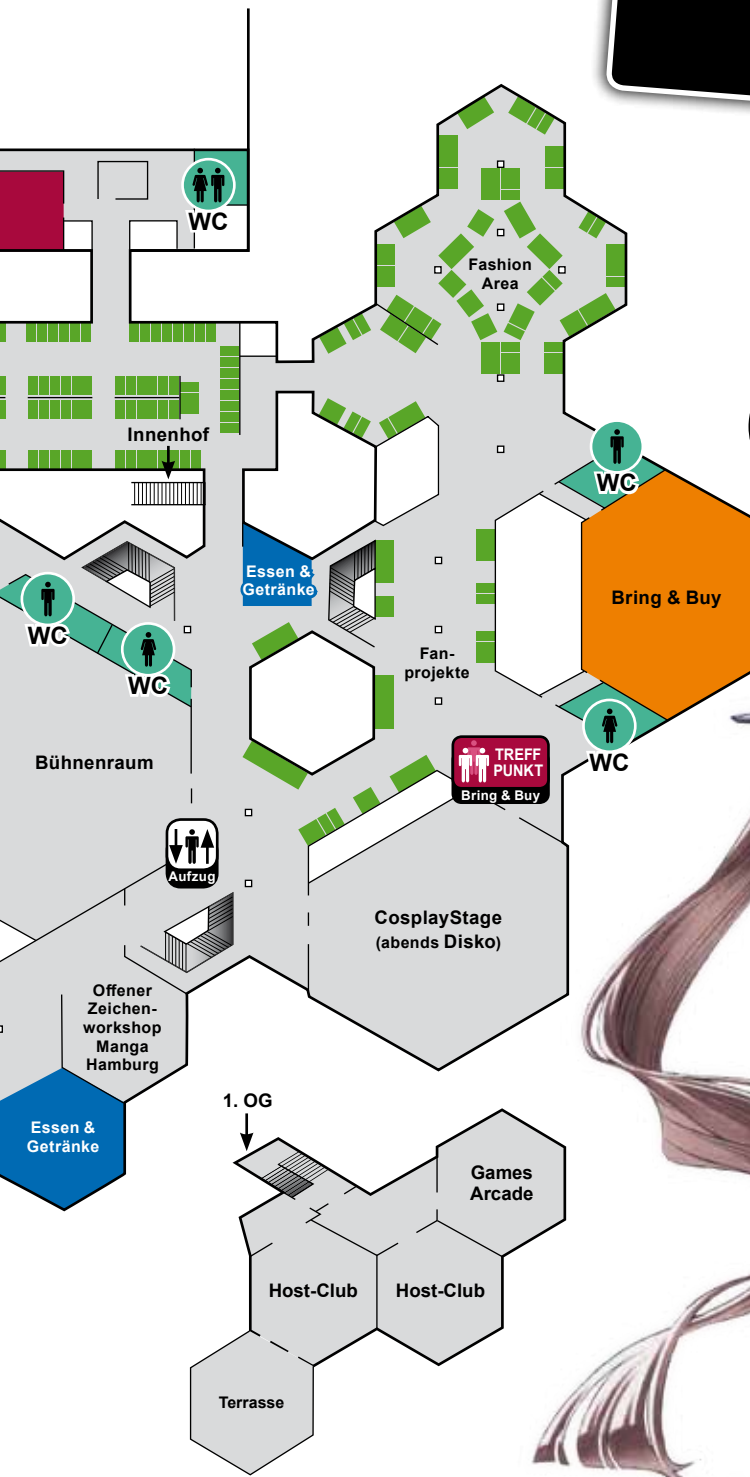 WC
Fashion
Area
Innenhof
WC
Essen &
Getränke
Bring & Buy
WC
WC
Fan-
projekte
Bühnenraum
TREFF
PUNKT
Bring & Buy
WC
Aufzug
CosplayStage
(abends Disko)
Offener
Zeichen-
workshop
Manga
Hamburg
Essen &
Getränke
1. OG
Games
Arcade
Host-Club
Host-Club
Terrasse